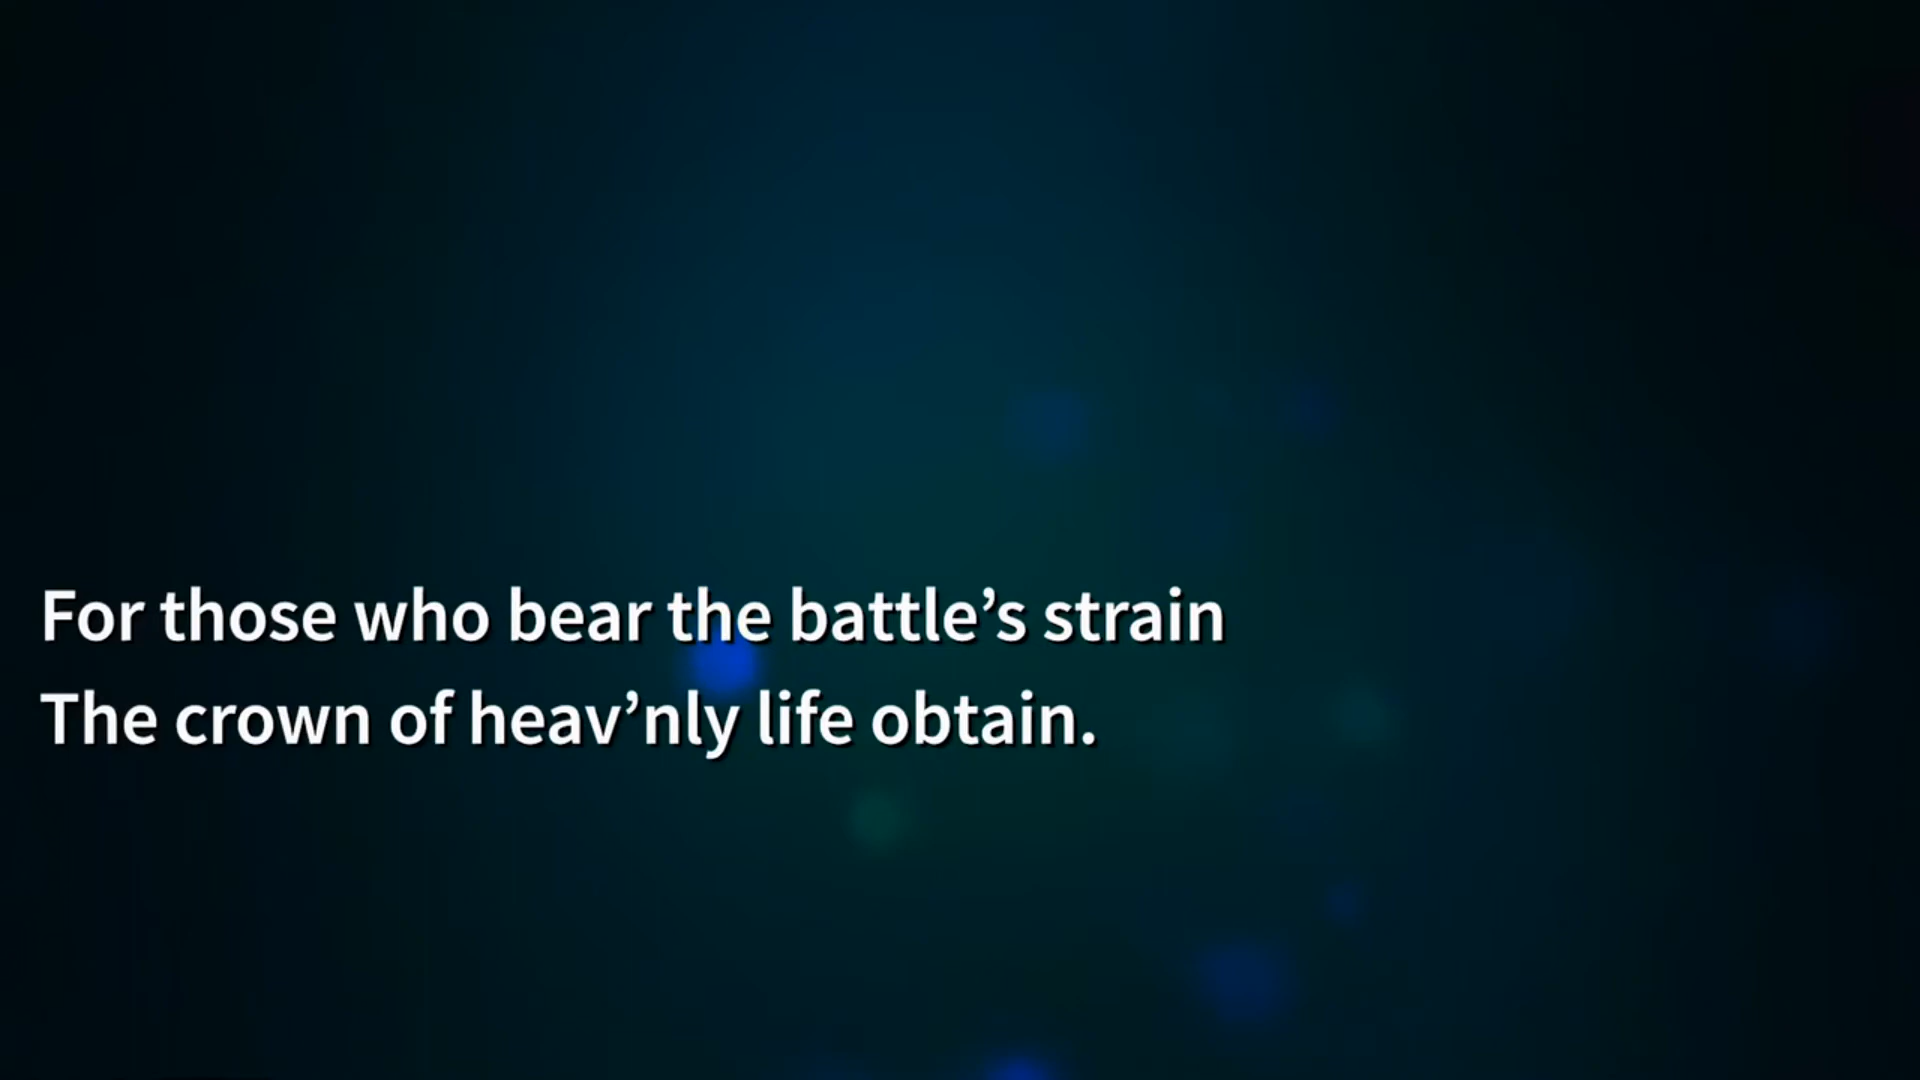 For those who bear the battle’s strain
The crown of heav’nly life obtain.